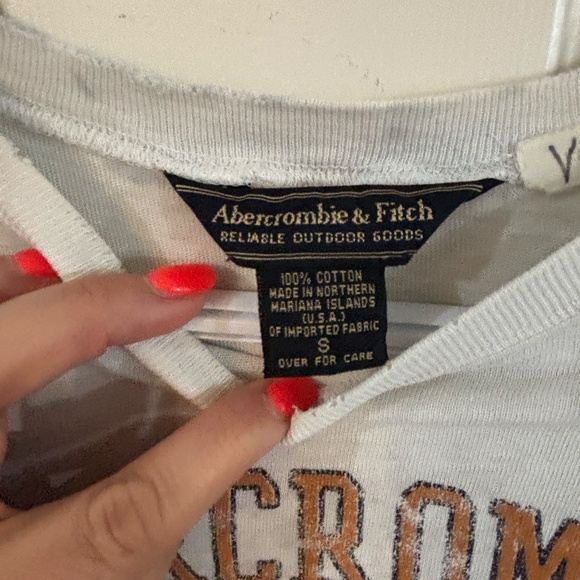 Abercrombie & Fitch
RELIABLE OUTDOOR GOODS
100% COTTON
MADE IN NORTHERN
MARIANA ISLANDS
(U.S.A.)
OF IMPORTED FABRIC
S
OVER FOR CARE
V
CROM